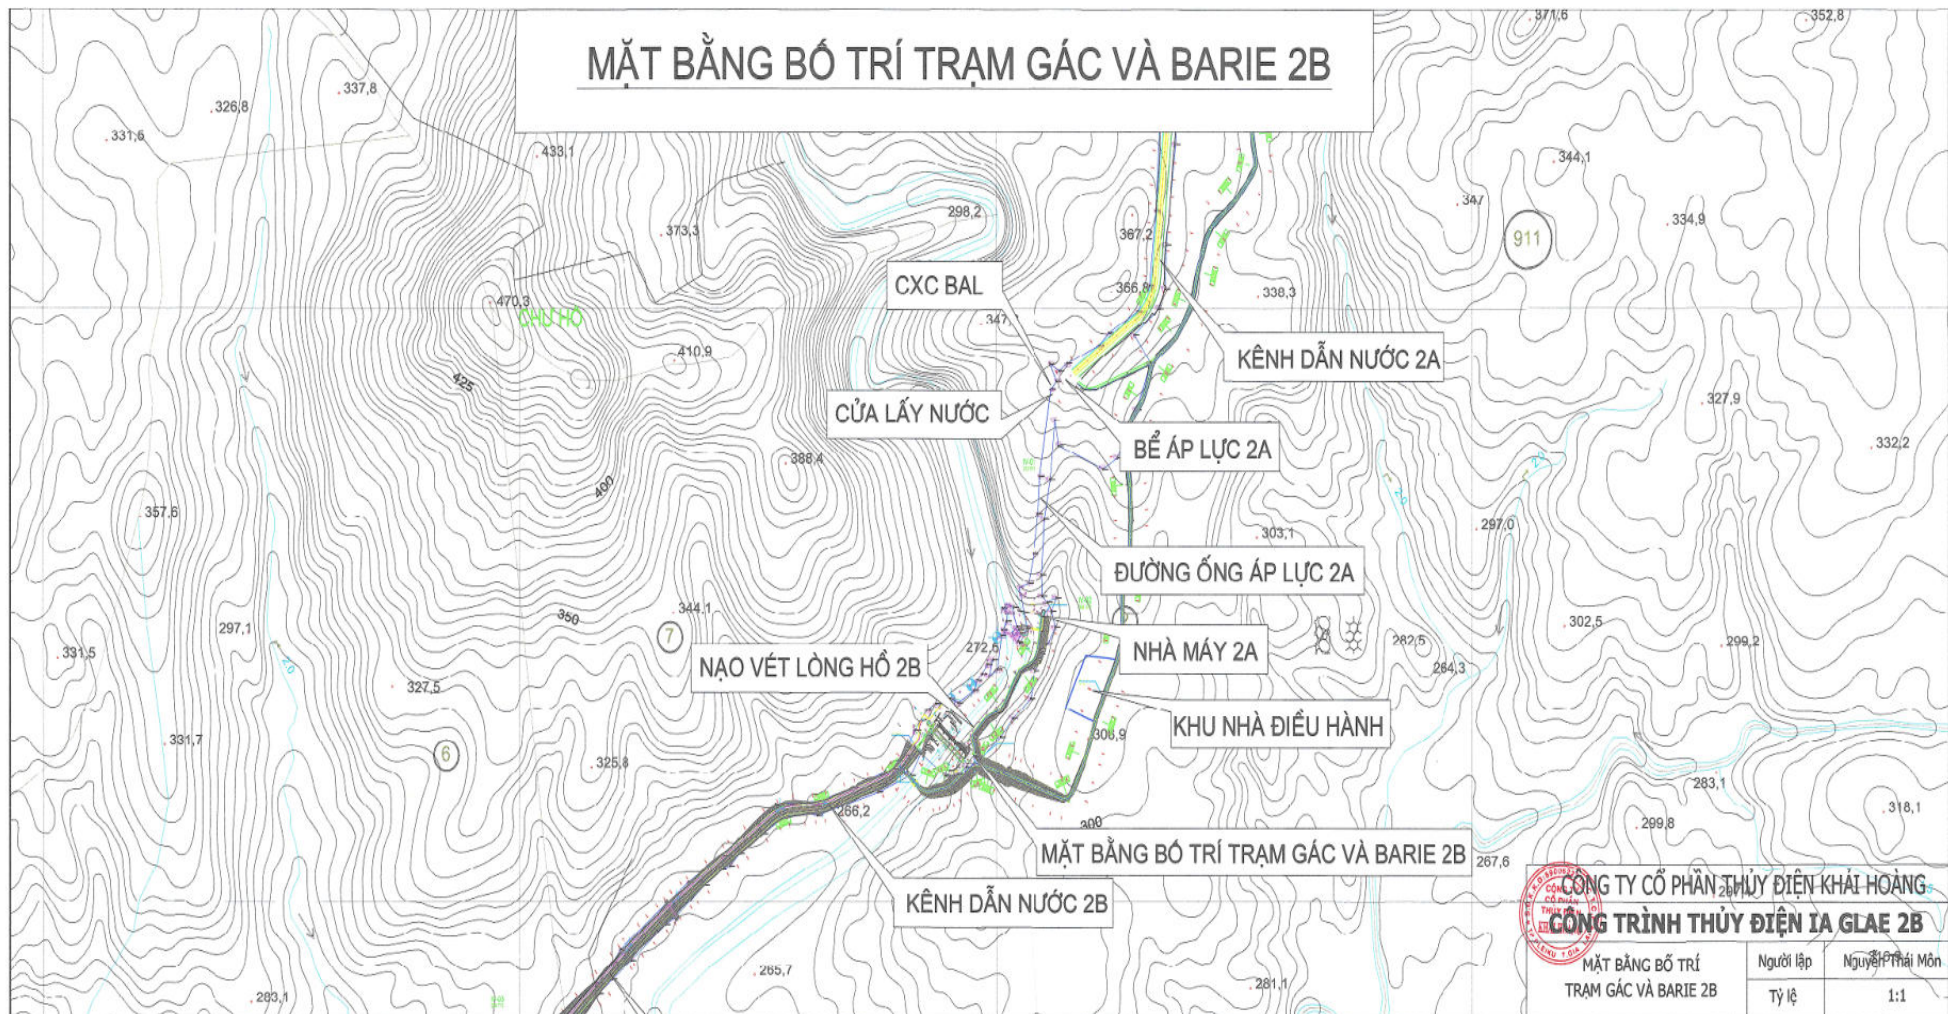 MẶT BẰNG BỐ TRÍ TRẠM GÁC VÀ BARIE 2B
371,6
352,8
337,8
326,8
331,6
433,1
344,1
347
334,9
298,2
373,3
367,2
911
CXC BAL
366,8
338,3
470,3
CHƯ HÔ
347,
410,9
KÊNH DẪN NƯỚC 2A
425
327,9
CỬA LẤY NƯỚC
BỂ ÁP LỰC 2A
332,2
388,4
400
2.0
2.0
357,6
297,0
303,1
ĐƯỜNG ỐNG ÁP LỰC 2A
350
344,1
297,1
7
302,5
299,2
282,5
272,6
NHÀ MÁY 2A
331,5
2.0
NẠO VÉT LÒNG HỒ 2B
264,3
327,5
KHU NHÀ ĐIỀU HÀNH
308,9
331,7
6
325,8
283,1
266,2
300
299,8
318,1
MẶT BẰNG BỐ TRÍ TRẠM GÁC VÀ BARIE 2B
267,6
KÊNH DẪN NƯỚC 2B
CÔNG TY CỔ PHẦN THỦY ĐIỆN KHẢI HOÀNG
CÔNG TRÌNH THỦY ĐIỆN IA GLAE 2B
MẶT BẰNG BỐ TRÍ
TRẠM GÁC VÀ BARIE 2B
Người lập
Nguyễn Thái Môn
Tỷ lệ
1:1
265,7
283,1
281,1